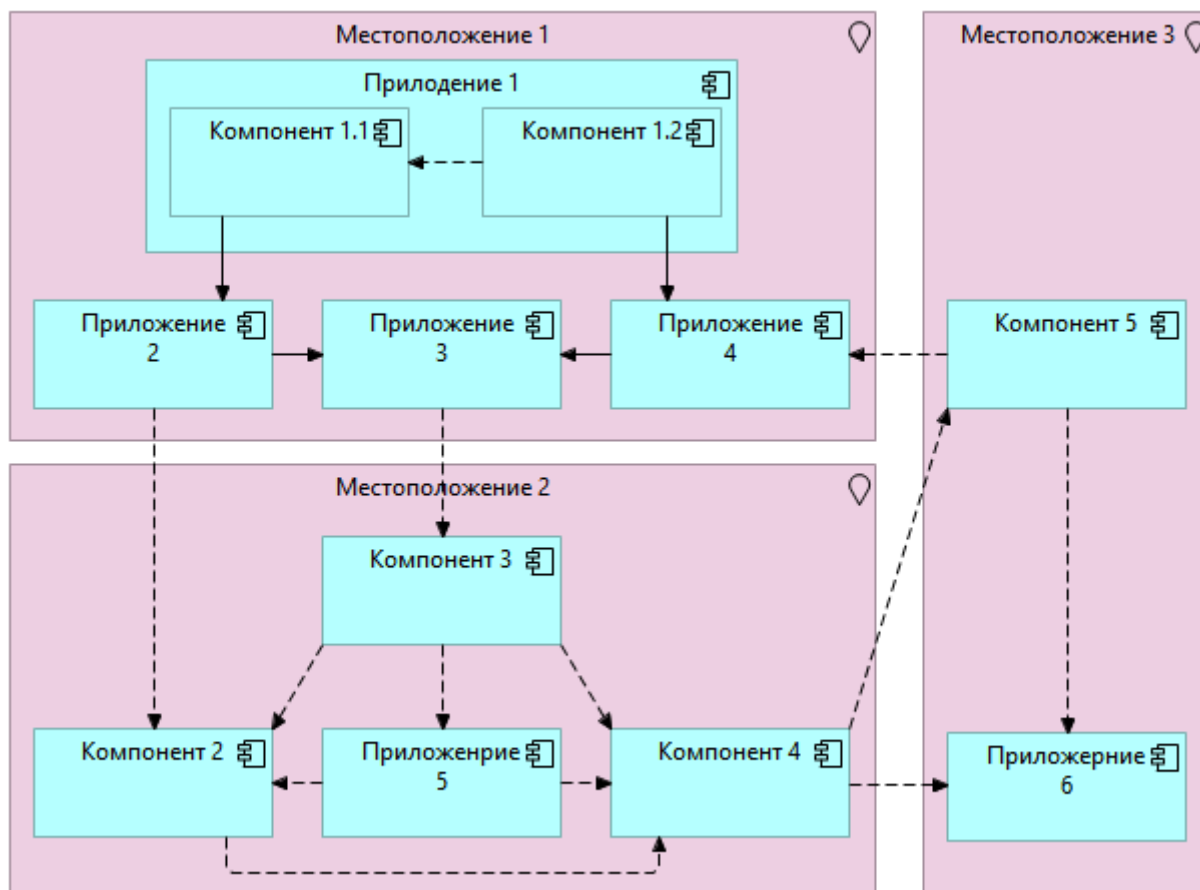 Местоположение 1
Местоположение 3
Прилодение 1
Компонент 1.1
Компонент 1.2
Приложение
2
Приложение
3
Приложение
4
Компонент 5
Местоположение 2
Компонент 3
Компонент 2
Приложенрие
5
Компонент 4
Приложерние
6